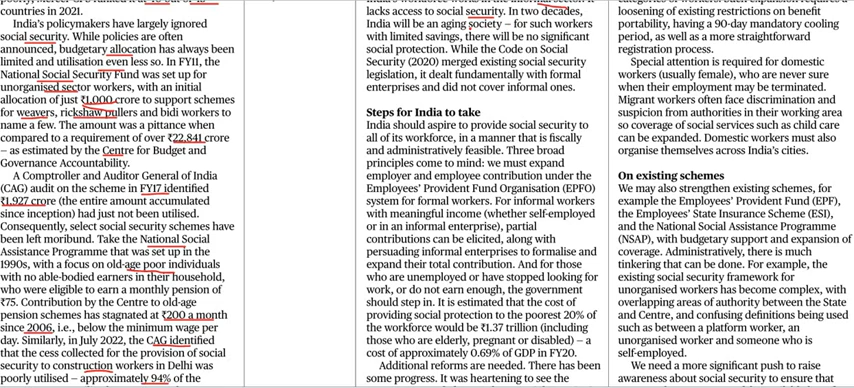 countries in 2021.
India's policymakers have largely ignored
social security. While policies are often
announced, budgetary allocation has always been
limited and utilisation even less so. In FY11, the
National Social Security Fund was set up for
unorganised sector workers, with an initial
allocation of just ₹1,000 crore to support schemes
for weavers, rickshaw pullers and bidi workers to
name a few. The amount was a pittance when
compared to a requirement of over ₹22,841 crore
– as estimated by the Centre for Budget and
Governance Accountability.
A Comptroller and Auditor General of India
(CAG) audit on the scheme in FY17 identified
₹1,927 crore (the entire amount accumulated
since inception) had just not been utilised.
Consequently, select social security schemes have
been left moribund. Take the National Social
Assistance Programme that was set up in the
1990s, with a focus on old-age poor individuals
with no able-bodied earners in their household,
who were eligible to earn a monthly pension of
₹75. Contribution by the Centre to old-age
pension schemes has stagnated at ₹200 a month
since 2006, i.e., below the minimum wage per
day. Similarly, in July 2022, the CAG identified
that the cess collected for the provision of social
security to construction workers in Delhi was
poorly utilised – approximately 94% of the
lacks access to social security. In two decades,
India will be an aging society – for such workers
with limited savings, there will be no significant
social protection. While the Code on Social
Security (2020) merged existing social security
legislation, it dealt fundamentally with formal
enterprises and did not cover informal ones.
Steps for India to take
India should aspire to provide social security to
all of its workforce, in a manner that is fiscally
and administratively feasible. Three broad
principles come to mind: we must expand
employer and employee contribution under the
Employees' Provident Fund Organisation (EPFO)
system for formal workers. For informal workers
with meaningful income (whether self-employed
or in an informal enterprise), partial
contributions can be elicited, along with
persuading informal enterprises to formalise and
expand their total contribution. And for those
who are unemployed or have stopped looking for
work, or do not earn enough, the government
should step in. It is estimated that the cost of
providing social protection to the poorest 20% of
the workforce would be ₹1.37 trillion (including
those who are elderly, pregnant or disabled) – a
cost of approximately 0.69% of GDP in FY20.
Additional reforms are needed. There has been
some progress. It was heartening to see the
loosening of existing restrictions on benefit
portability, having a 90-day mandatory cooling
period, as well as a more straightforward
registration process.
Special attention is required for domestic
workers (usually female), who are never sure
when their employment may be terminated.
Migrant workers often face discrimination and
suspicion from authorities in their working area
so coverage of social services such as child care
can be expanded. Domestic workers must also
organise themselves across India's cities.
On existing schemes
We may also strengthen existing schemes, for
example the Employees' Provident Fund (EPF),
the Employees' State Insurance Scheme (ESI),
and the National Social Assistance Programme
(NSAP), with budgetary support and expansion of
coverage. Administratively, there is much
tinkering that can be done. For example, the
existing social security framework for
unorganised workers has become complex, with
overlapping areas of authority between the State
and Centre, and confusing definitions being used
such as between a platform worker, an
unorganised worker and someone who is
self-employed.
We need a more significant push to raise
awareness about social security to ensure that